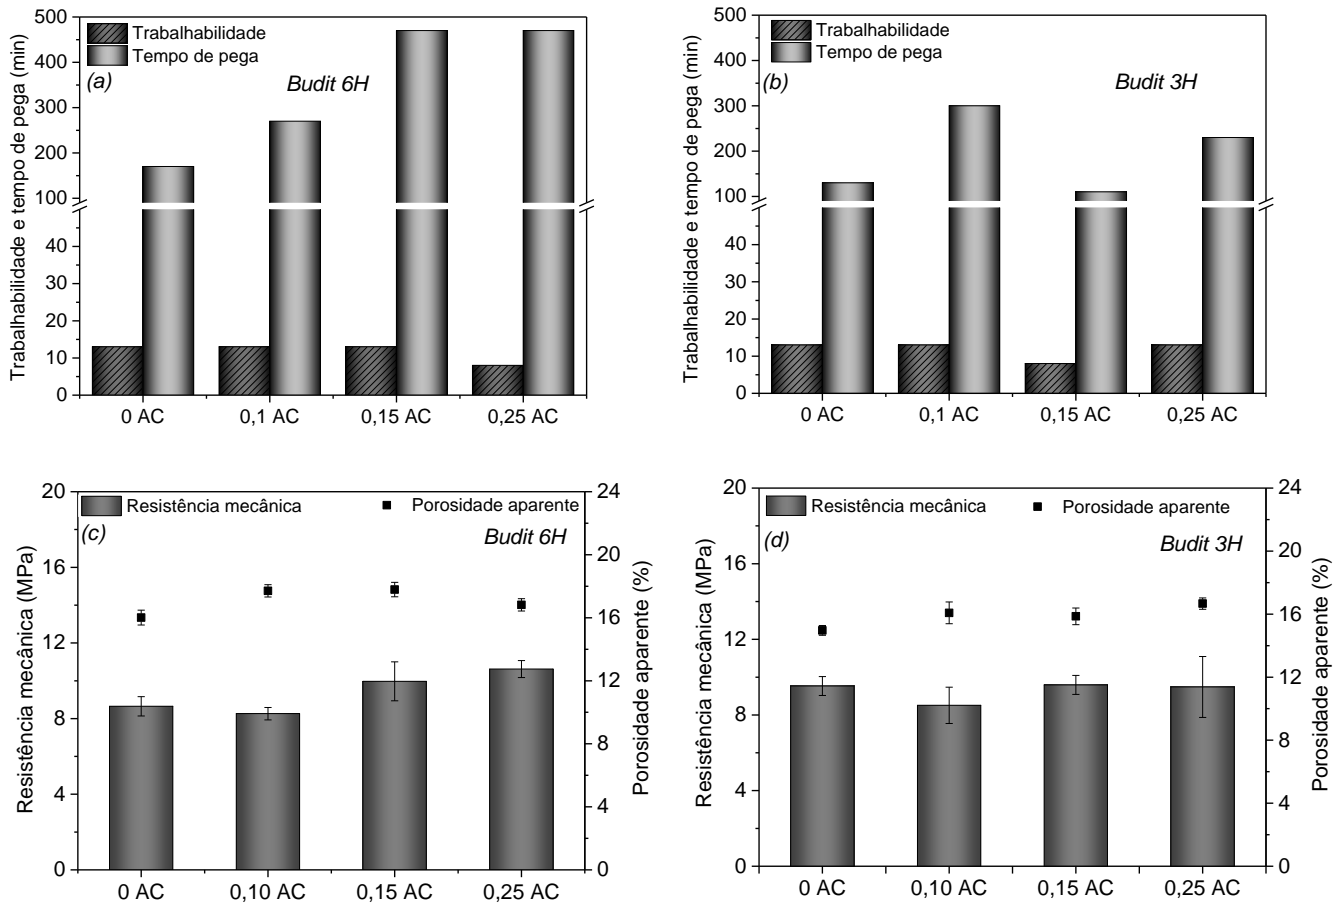 Trabalhabilidade e tempo de pega (min)
500
400
300
200
100
40
30
20
10
0
Trabalhabilidade
Tempo de pega
(a)
Budit 6H
0 AC
0,1 AC
0,15 AC
0,25 AC
Trabalhabilidade e tempo de pega (min)
500
400
300
200
100
40
30
20
10
0
Trabalhabilidade
Tempo de pega
(b)
Budit 3H
0 AC
0,1 AC
0,15 AC
0,25 AC
Resistência mecânica (MPa)
20
16
12
8
4
0
Resistência mecânica
Porosidade aparente
(c)
Budit 6H
24
20
16
12
8
4
0
Porosidade aparente (%)
0 AC
0,10 AC
0,15 AC
0,25 AC
Resistência mecânica (MPa)
20
16
12
8
4
0
Resistência mecânica
Porosidade aparente
(d)
Budit 3H
24
20
16
12
8
4
0
Porosidade aparente (%)
0 AC
0,10 AC
0,15 AC
0,25 AC